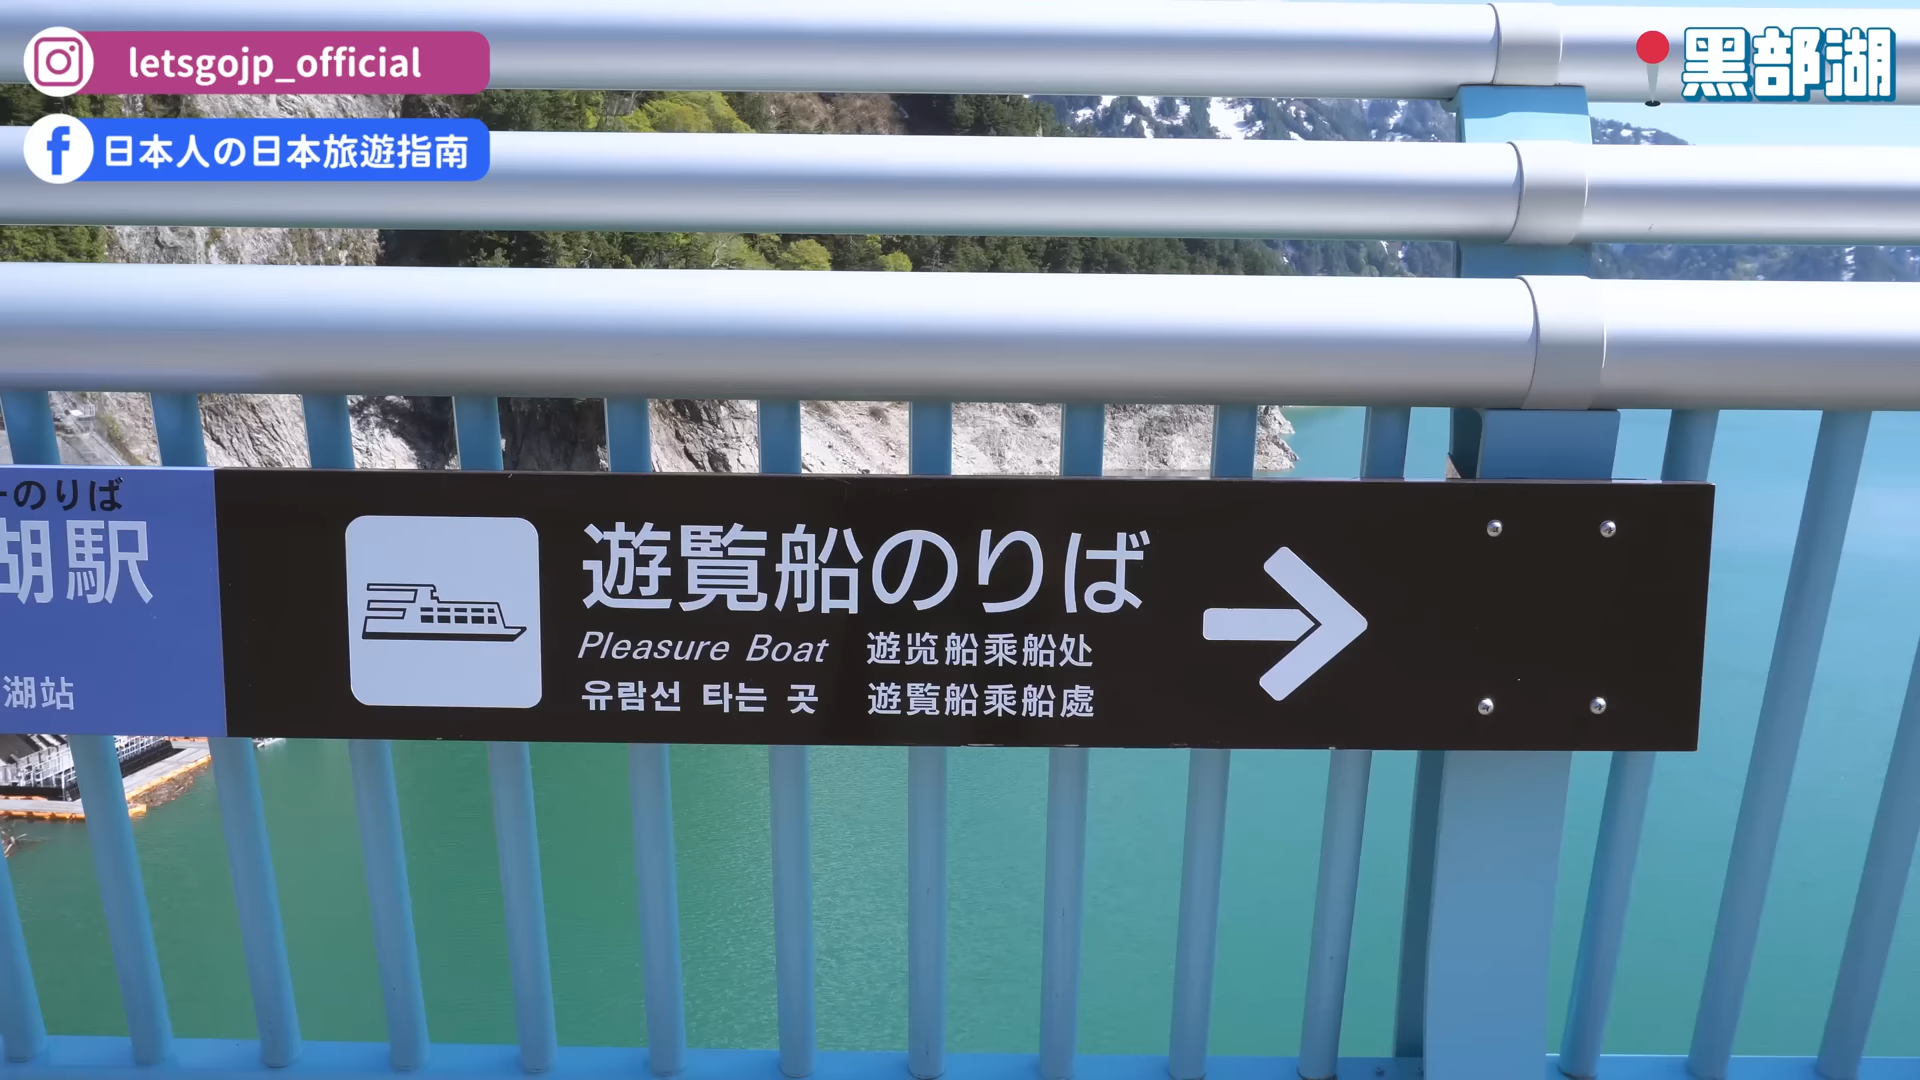 letsgojp_official
日本人の日本旅遊指南
黒部湖
ーのりば
湖駅
湖站
遊覧船のりば
Pleasure Boat 遊览船乘船处
유람선 타는 곳 遊覽船乘船處